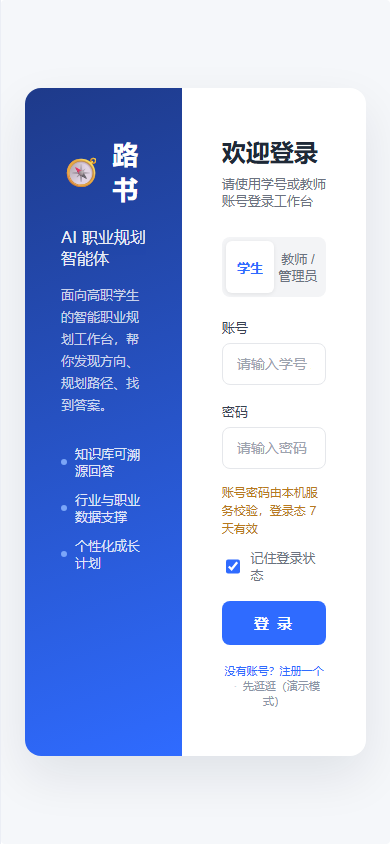 路
书
AI 职业规划
智能体
面向高职学生
的智能职业规
划工作台，帮
你发现方向、
规划路径、找
到答案。
知识库可溯
源回答
行业与职业
数据支撑
个性化成长
计划
欢迎登录
请使用学号或教师
账号登录工作台
学生
教师 /
管理员
账号
请输入学号
密码
请输入密码
账号密码由本机服
务校验，登录态 7
天有效
记住登录状
态
登 录
没有账号？注册一个
先逛逛（演示模
式）